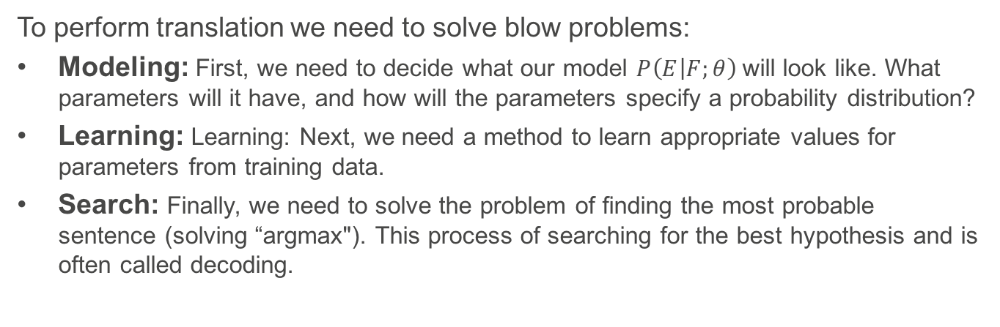 To perform translation we need to solve blow problems:
• Modeling: First, we need to decide what our model P(E|F; θ) will look like. What
parameters will it have, and how will the parameters specify a probability distribution?
• Learning: Learning: Next, we need a method to learn appropriate values for
parameters from training data.
• Search: Finally, we need to solve the problem of finding the most probable
sentence (solving “argmax"). This process of searching for the best hypothesis and is
often called decoding.